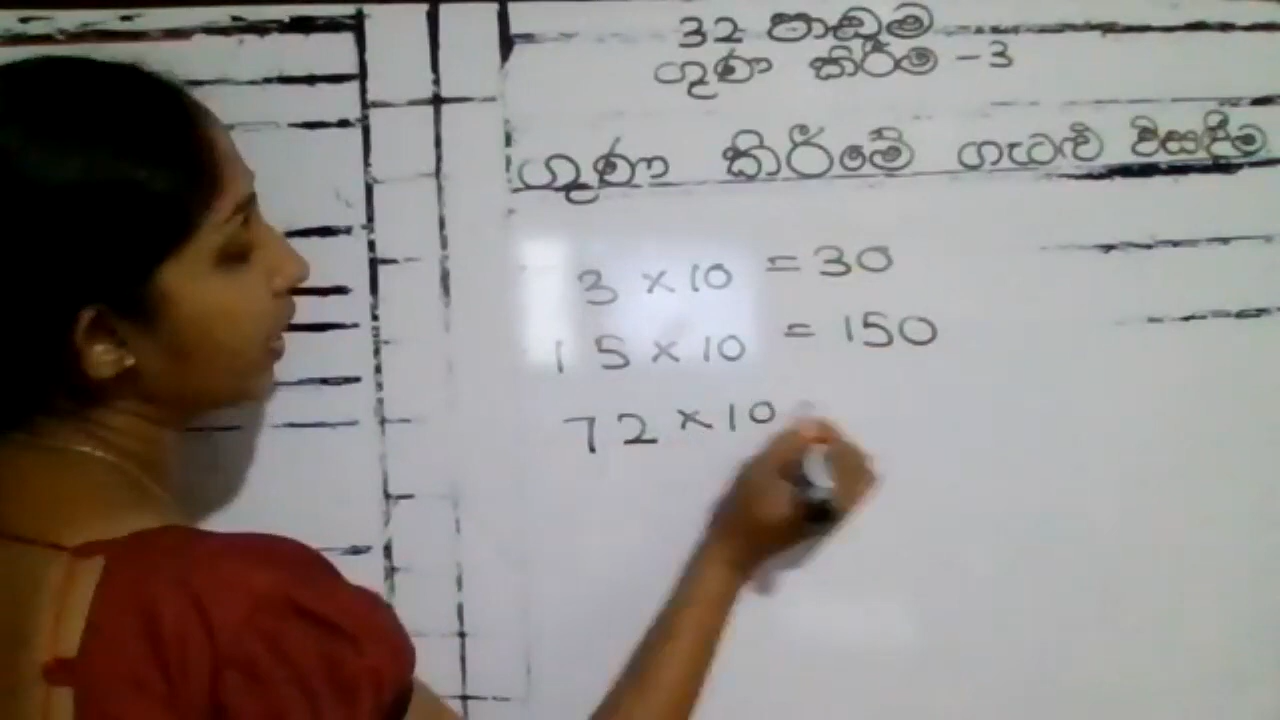 32 පාඩම
ගුණ කිරීම - 3
ගුණ කිරීමේ ගැටළු විසඳීම
3 × 10 = 30
15 × 10 = 150
72 × 10